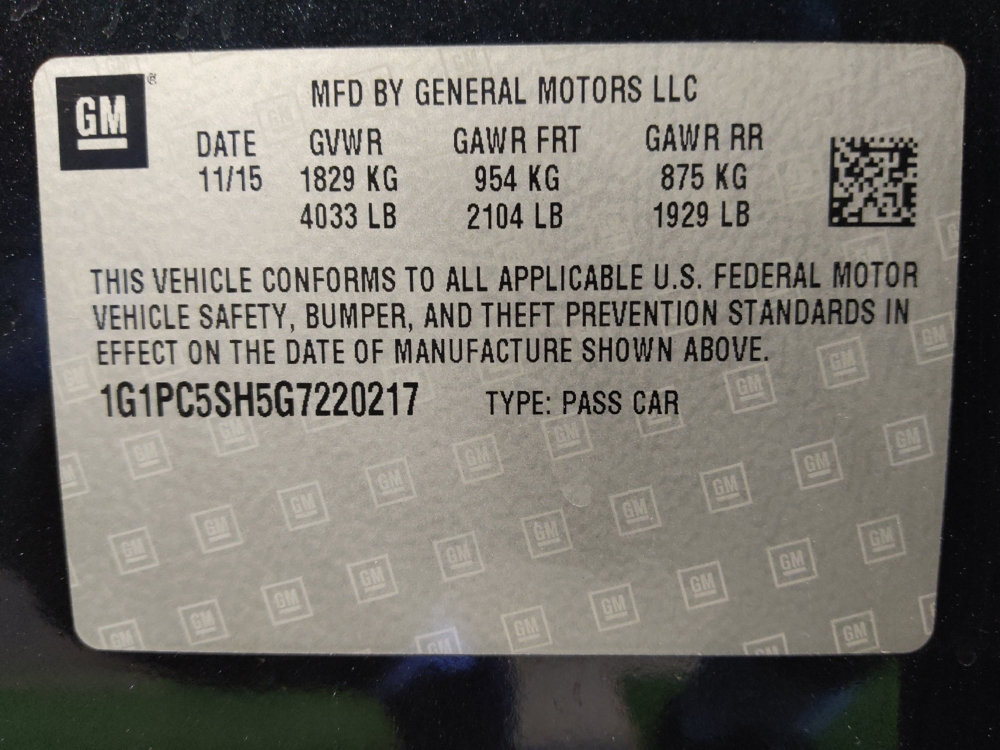 GM®
MFD BY GENERAL MOTORS LLC
DATE GVWR GAWR FRT GAWR RR
11/15 1829 KG 954 KG 875 KG
4033 LB 2104 LB 1929 LB
THIS VEHICLE CONFORMS TO ALL APPLICABLE U.S. FEDERAL MOTOR
VEHICLE SAFETY, BUMPER, AND THEFT PREVENTION STANDARDS IN
EFFECT ON THE DATE OF MANUFACTURE SHOWN ABOVE.
1G1PC5SH5G7220217 TYPE: PASS CAR